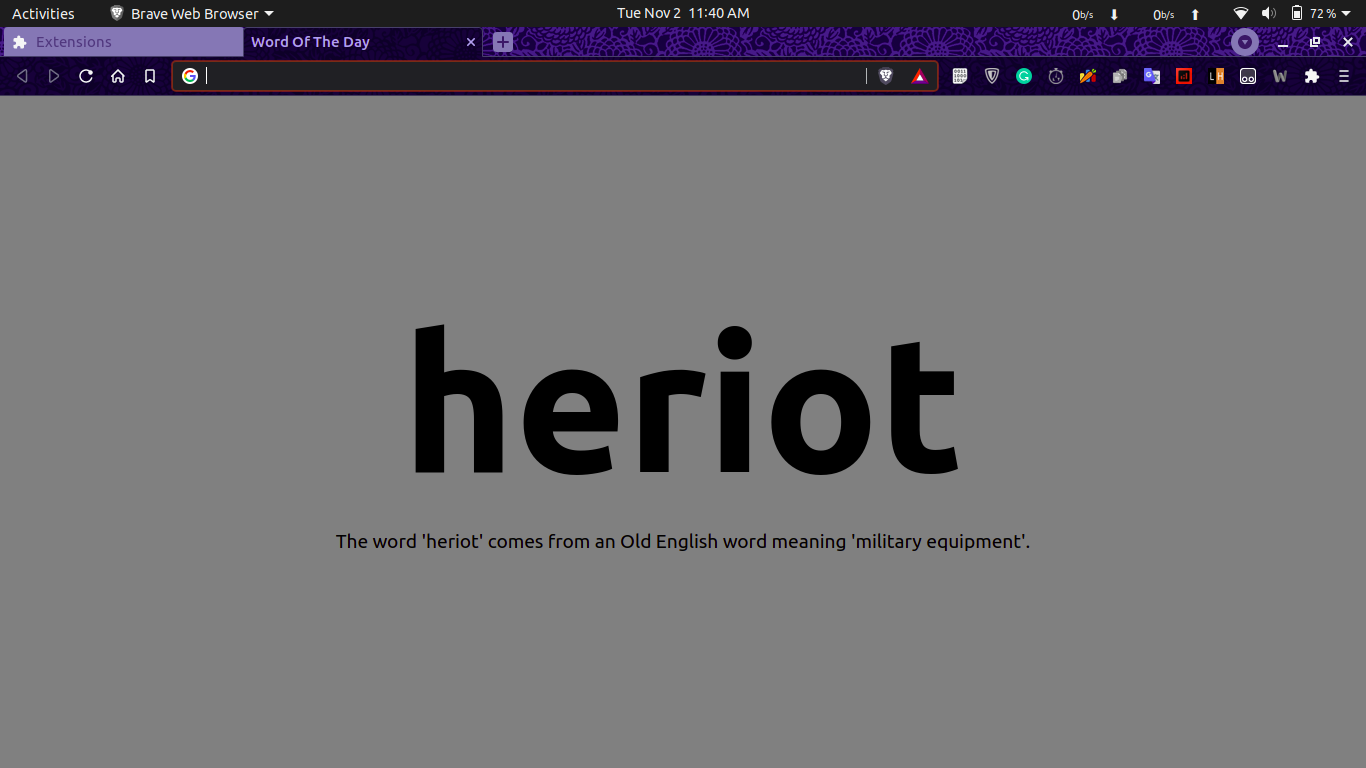 Activities Brave Web Browser Tue Nov 2 11:40 AM 0b/s 0b/s 72 %
Extensions Word Of The Day
heriot
The word 'heriot' comes from an Old English word meaning 'military equipment'.